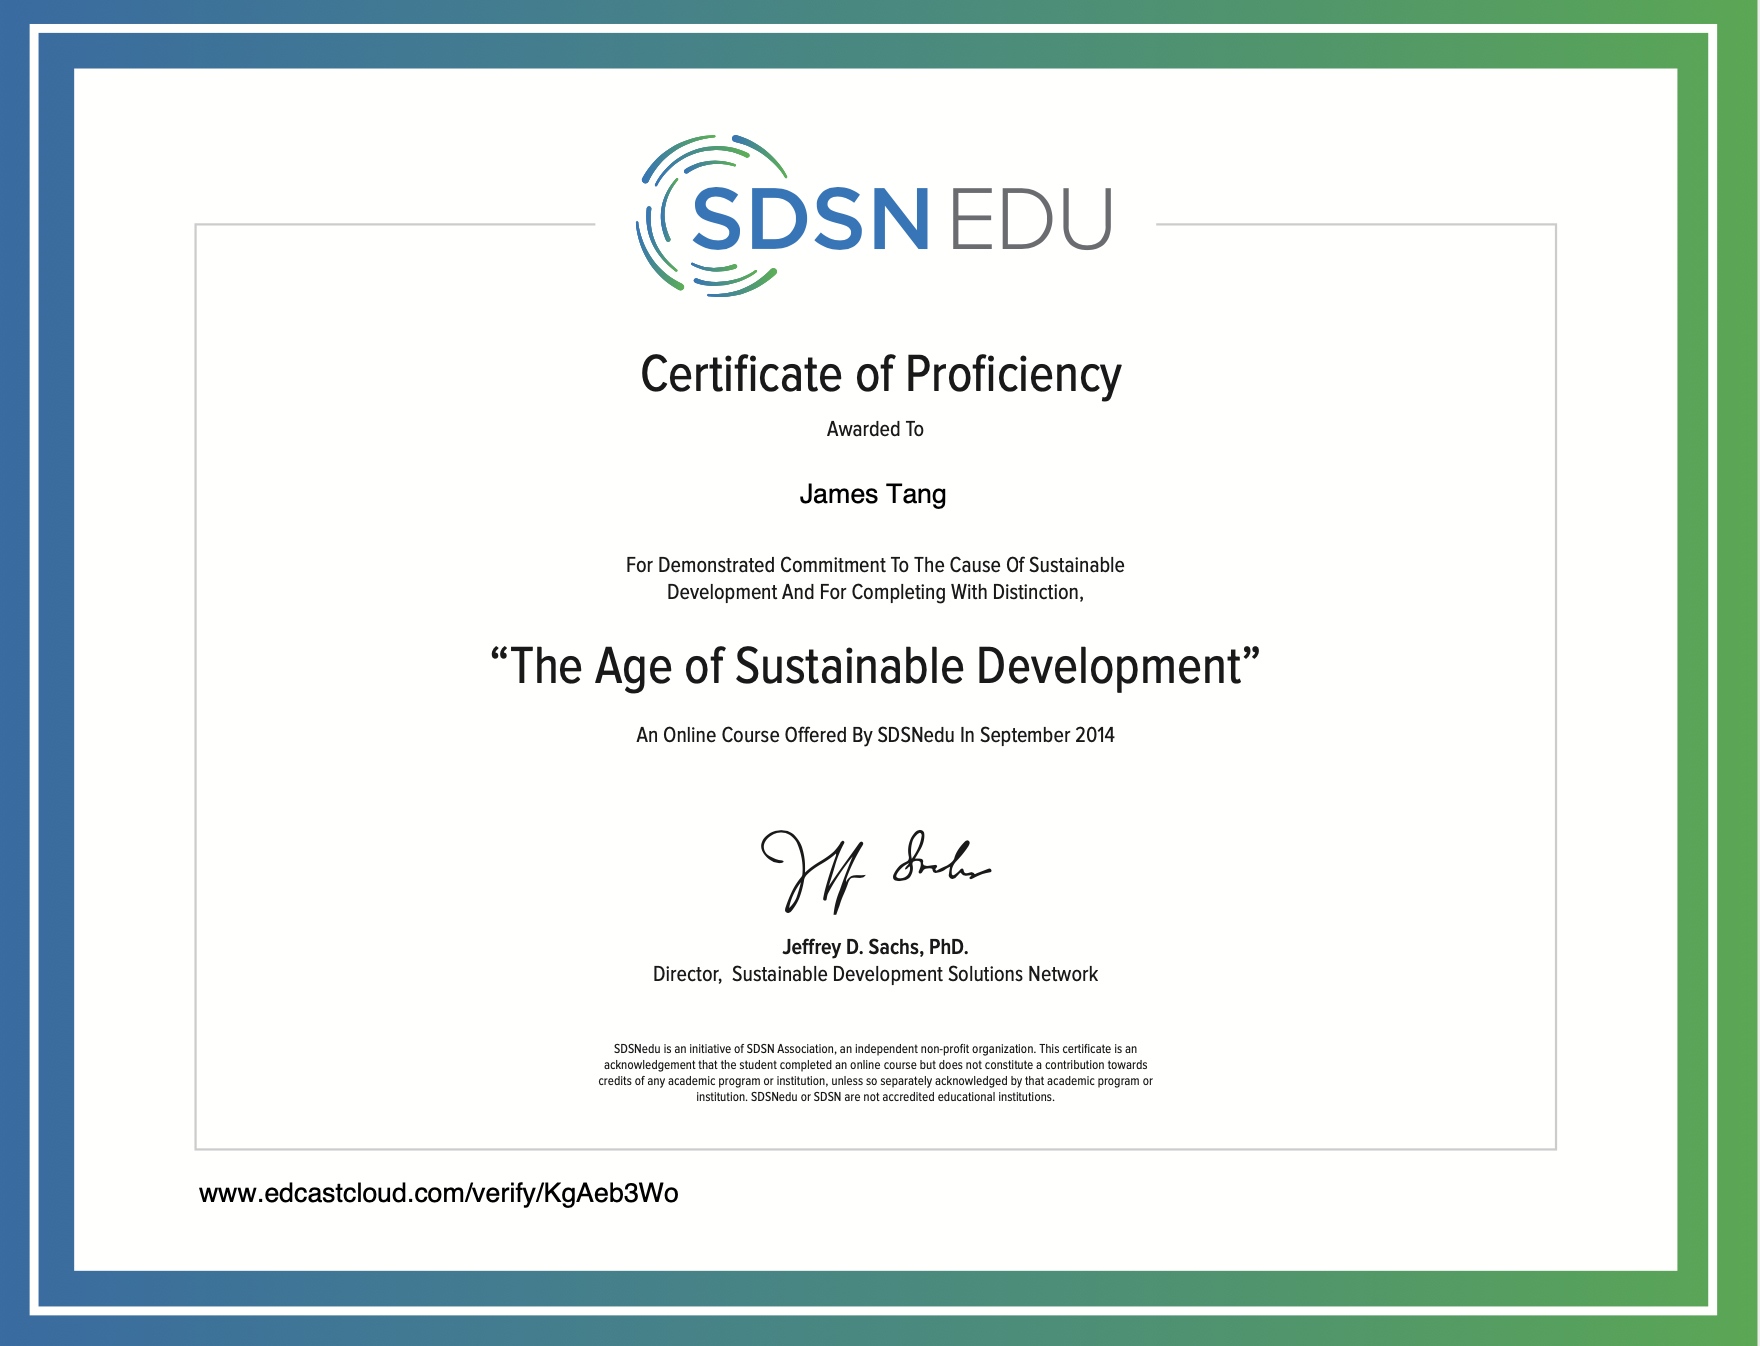 SDSN EDU
Certificate of Proficiency
Awarded To
James Tang
For Demonstrated Commitment To The Cause Of Sustainable
Development And For Completing With Distinction,
“The Age of Sustainable Development”
An Online Course Offered By SDSNedu In September 2014
Jeff Sachs
Jeffrey D. Sachs, PhD.
Director,  Sustainable Development Solutions Network
SDSNedu is an initiative of SDSN Association, an independent non-profit organization. This certificate is an
acknowledgement that the student completed an online course but does not constitute a contribution towards
credits of any academic program or institution, unless so separately acknowledged by that academic program or
institution. SDSNedu or SDSN are not accredited educational institutions.
www.edcastcloud.com/verify/KgAeb3Wo